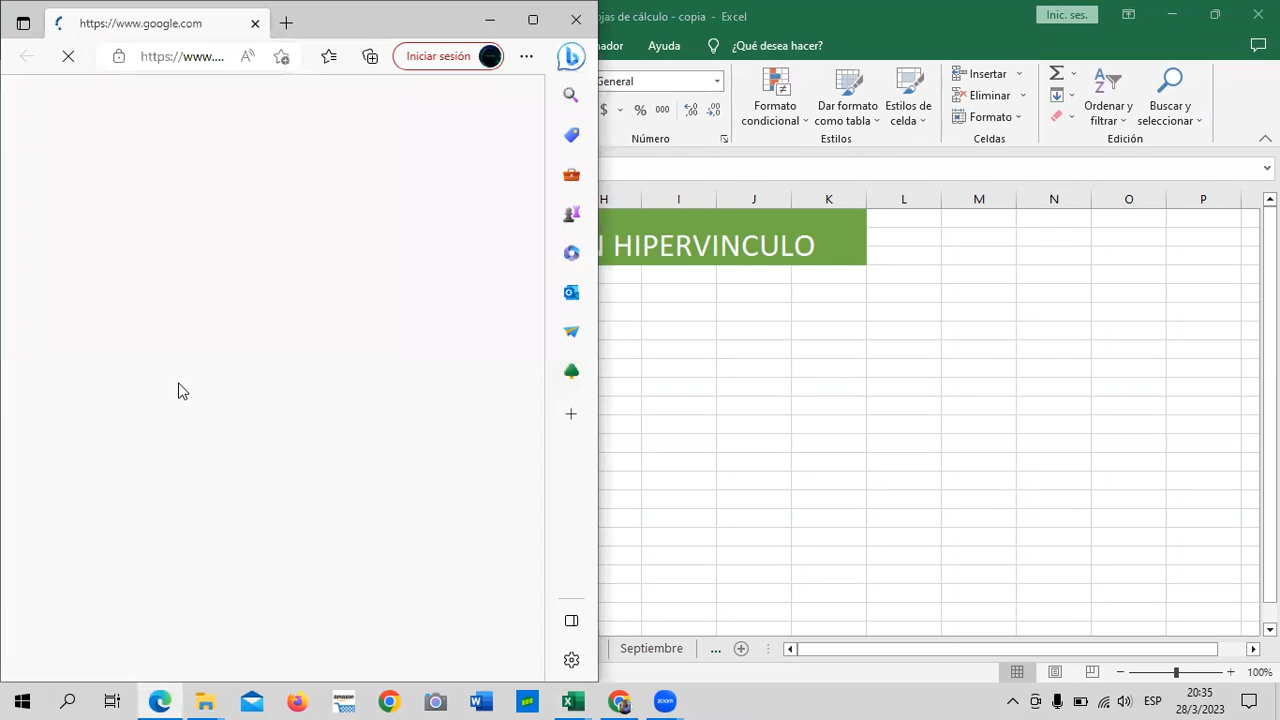 https://www.google.com
https://www....
Iniciar sesión
ojas de cálculo - copia - Excel
Inic. ses.
ador
Ayuda
¿Qué desea hacer?
General
$ % 000
Número
Formato condicional
Dar formato como tabla
Estilos de celda
Estilos
Insertar
Eliminar
Formato
Celdas
Ordenar y filtrar
Buscar y seleccionar
Edición
H I J K L M N O P
N HIPERVINCULO
Septiembre
...
100%
zoom
ESP
20:35
28/3/2023